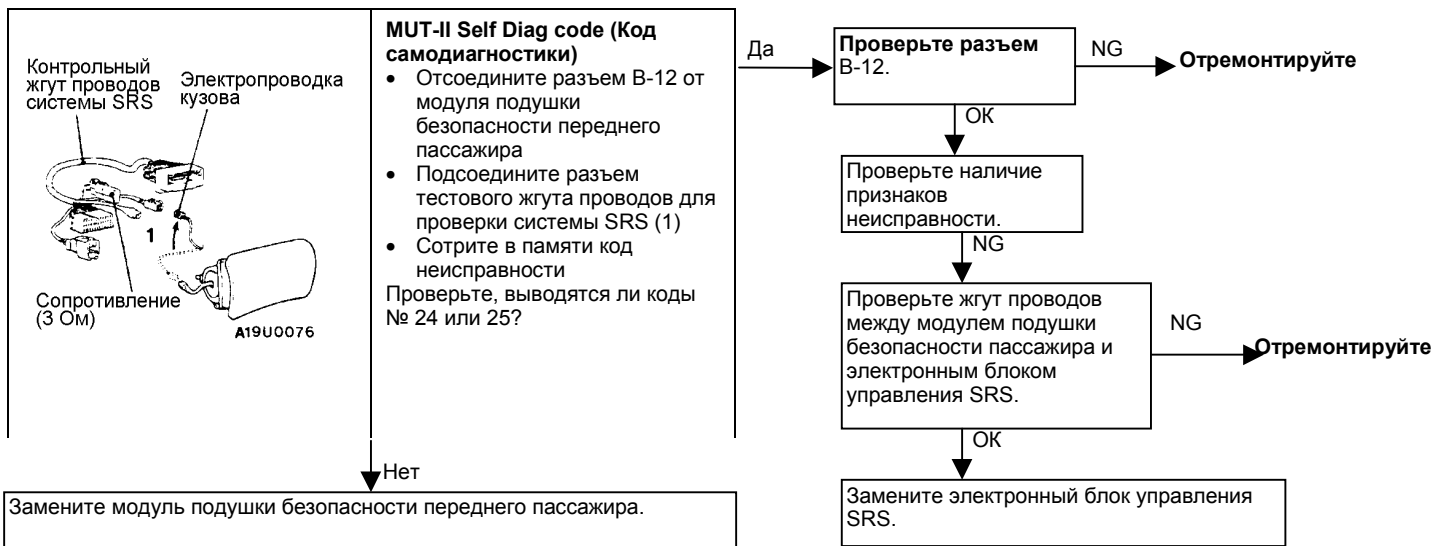 Контрольный
жгут проводов
системы SRS
Электропроводка
кузова
1
Сопротивление
(3 Ом)
A19U0076
MUT-II Self Diag code (Код
самодиагностики)
• Отсоедините разъем B-12 от
модуля подушки
безопасности переднего
пассажира
• Подсоедините разъем
тестового жгута проводов для
проверки системы SRS (1)
• Сотрите в памяти код
неисправности
Проверьте, выводятся ли коды
№ 24 или 25?
Да
Проверьте разъем
B-12.
NG
Отремонтируйте
ОК
Проверьте наличие
признаков
неисправности.
NG
Проверьте жгут проводов
между модулем подушки
безопасности пассажира и
электронным блоком
управления SRS.
NG
Отремонтируйте
ОК
Замените электронный блок управления
SRS.
Нет
Замените модуль подушки безопасности переднего пассажира.